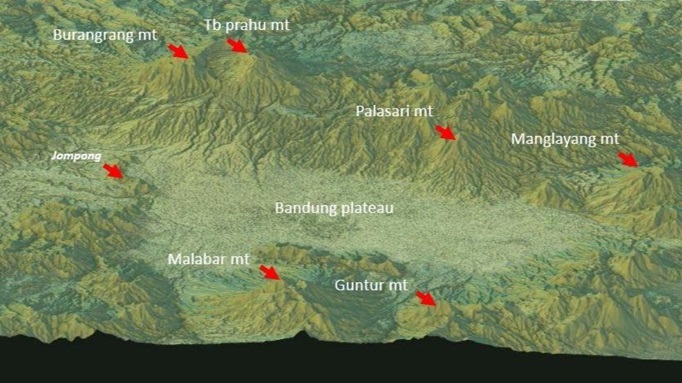 Tb prahu mt
Burangrang mt
Palasari mt
Manglayang mt
Jompong
Bandung plateau
Malabar mt
Guntur mt